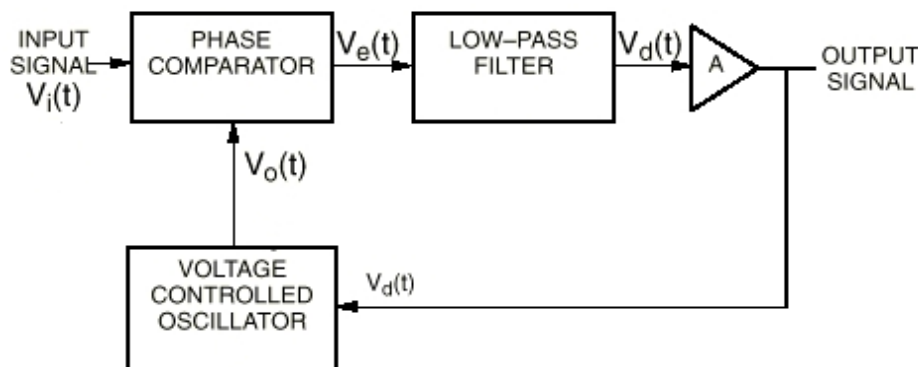 INPUT
SIGNAL
Vi(t)
PHASE
COMPARATOR
Ve(t)
LOW–PASS
FILTER
Vd(t)
A
OUTPUT
SIGNAL
Vo(t)
VOLTAGE
CONTROLLED
OSCILLATOR
Vd(t)